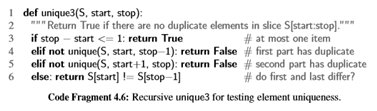 1 def unique3(S, start, stop):
2 """Return True if there are no duplicate elements in slice S[start:stop]."""
3 if stop − start <= 1: return True # at most one item
4 elif not unique(S, start, stop−1): return False # first part has duplicate
5 elif not unique(S, start+1, stop): return False # second part has duplicate
6 else: return S[start] != S[stop−1] # do first and last differ?
Code Fragment 4.6: Recursive unique3 for testing element uniqueness.